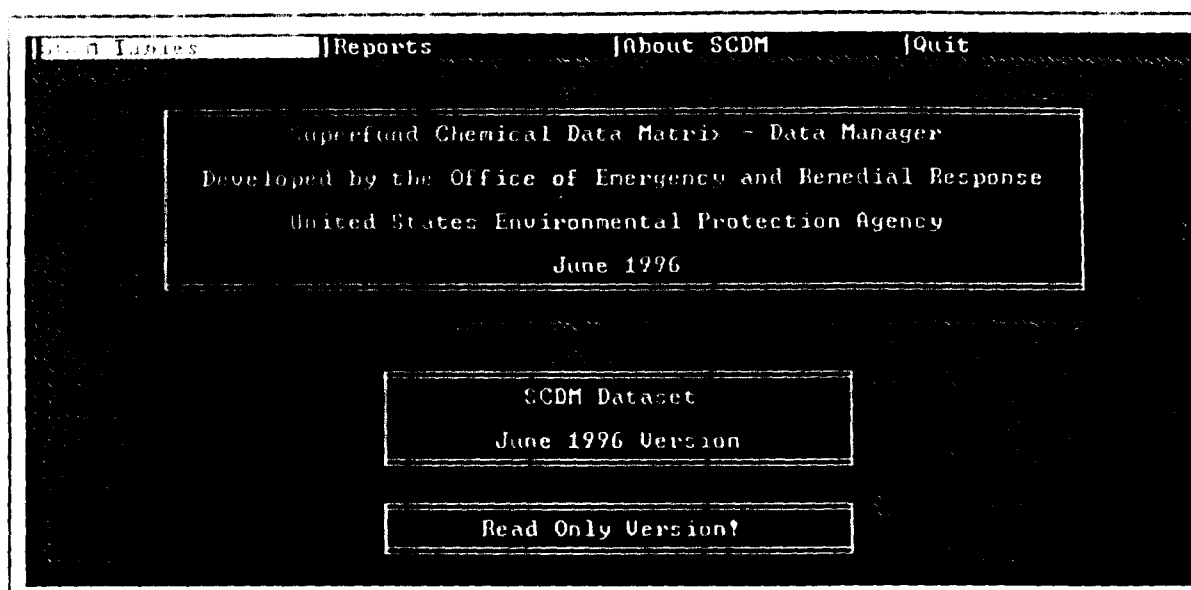 Tables |Reports |About SCDM |Quit
Superfund Chemical Data Matrix - Data Manager
Developed by the Office of Emergency and Remedial Response
United States Environmental Protection Agency
June 1996
SCDM Dataset
June 1996 Version
Read Only Version!